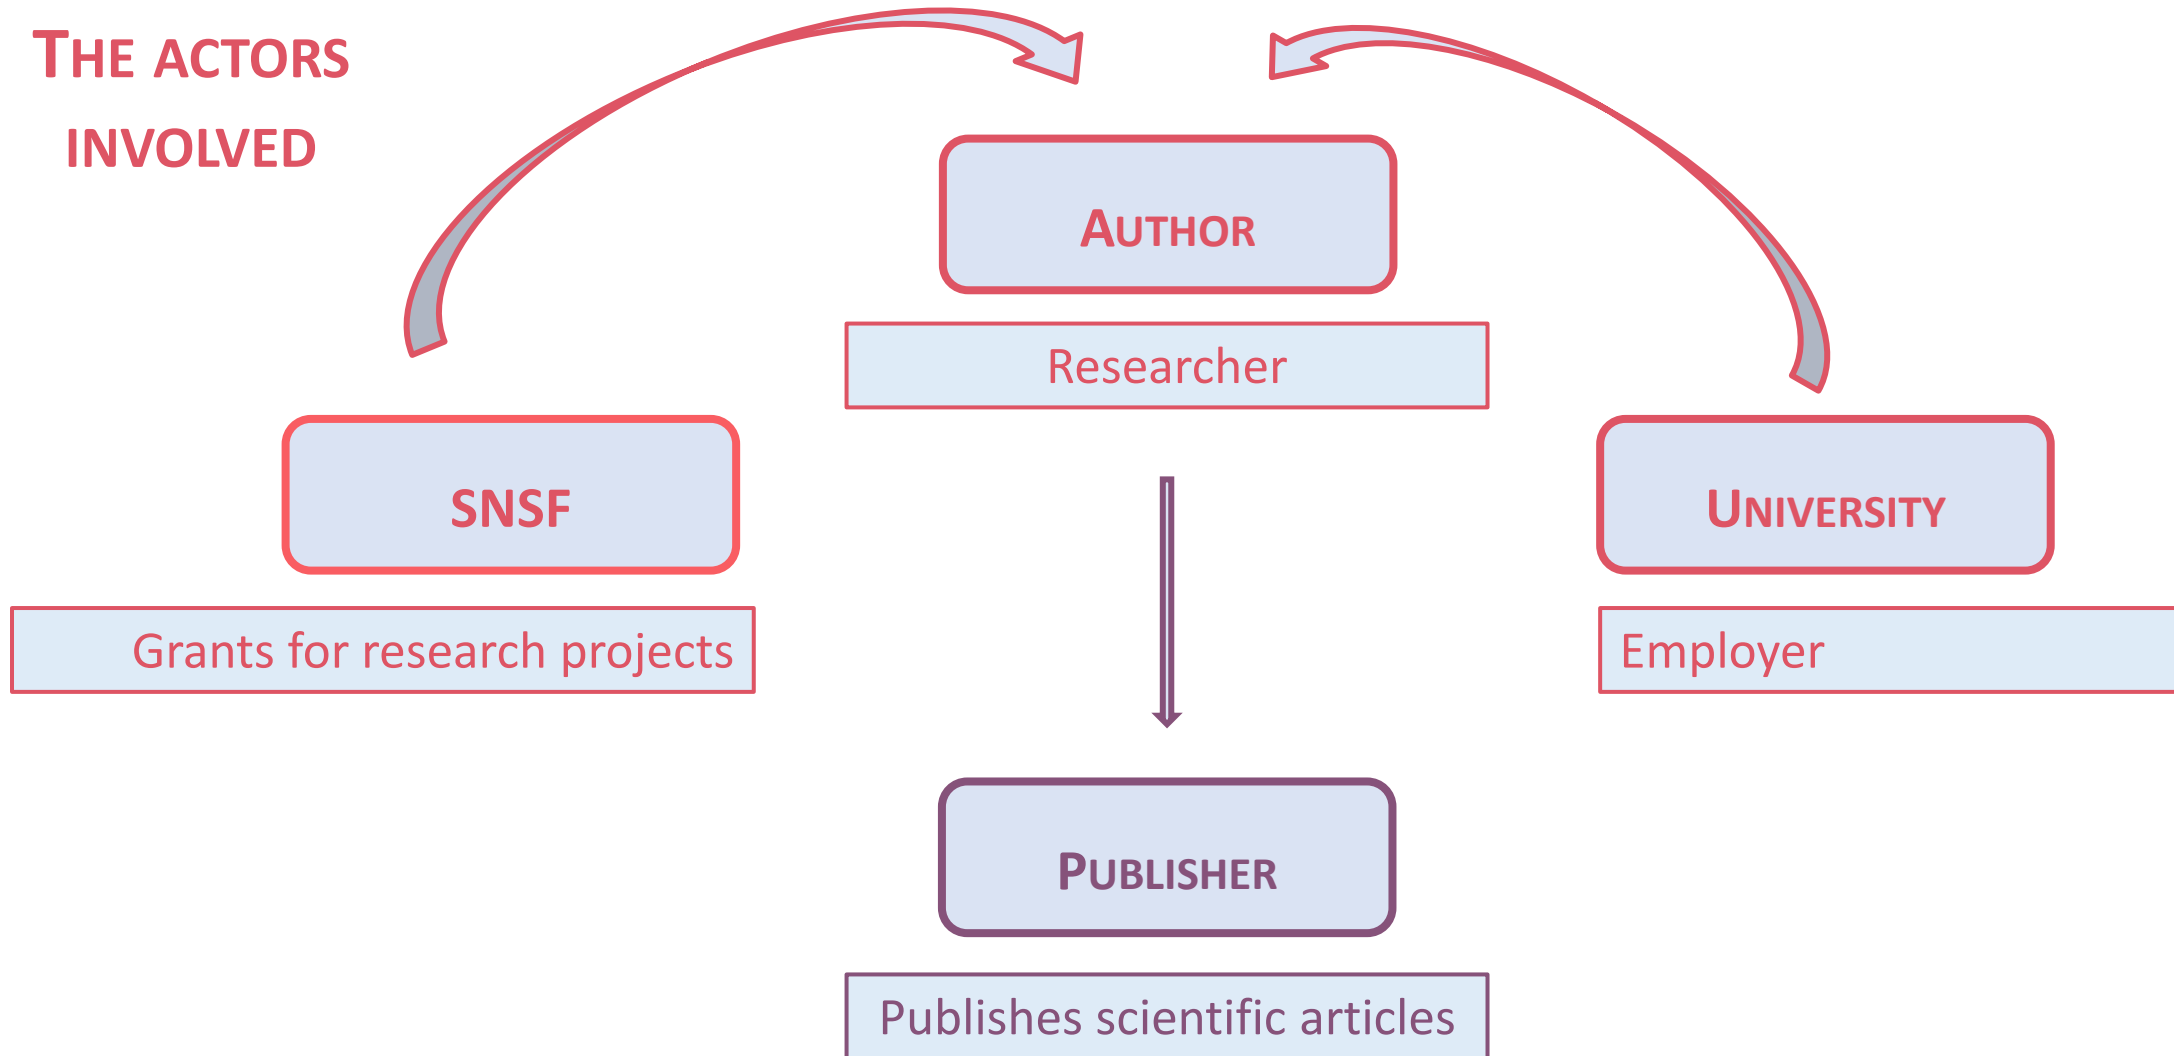 THE ACTORS
INVOLVED
AUTHOR
Researcher
SNSF
UNIVERSITY
Grants for research projects
Employer
PUBLISHER
Publishes scientific articles